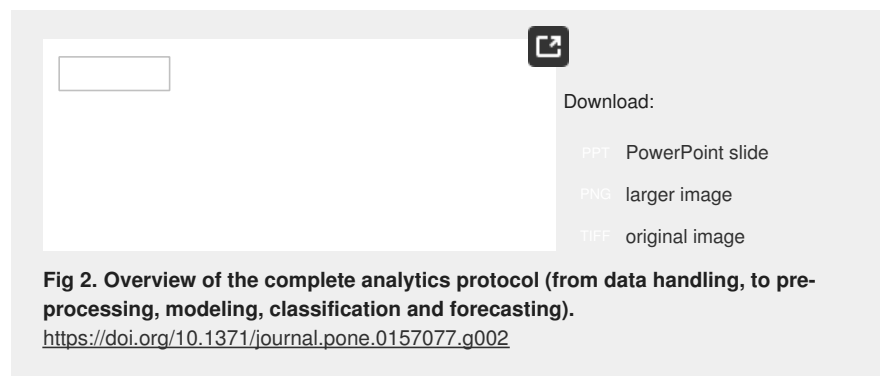 Download:
PPT PowerPoint slide
PNG larger image
TIFF original image
Fig 2. Overview of the complete analytics protocol (from data handling, to pre-
processing, modeling, classification and forecasting).
https://doi.org/10.1371/journal.pone.0157077.g002